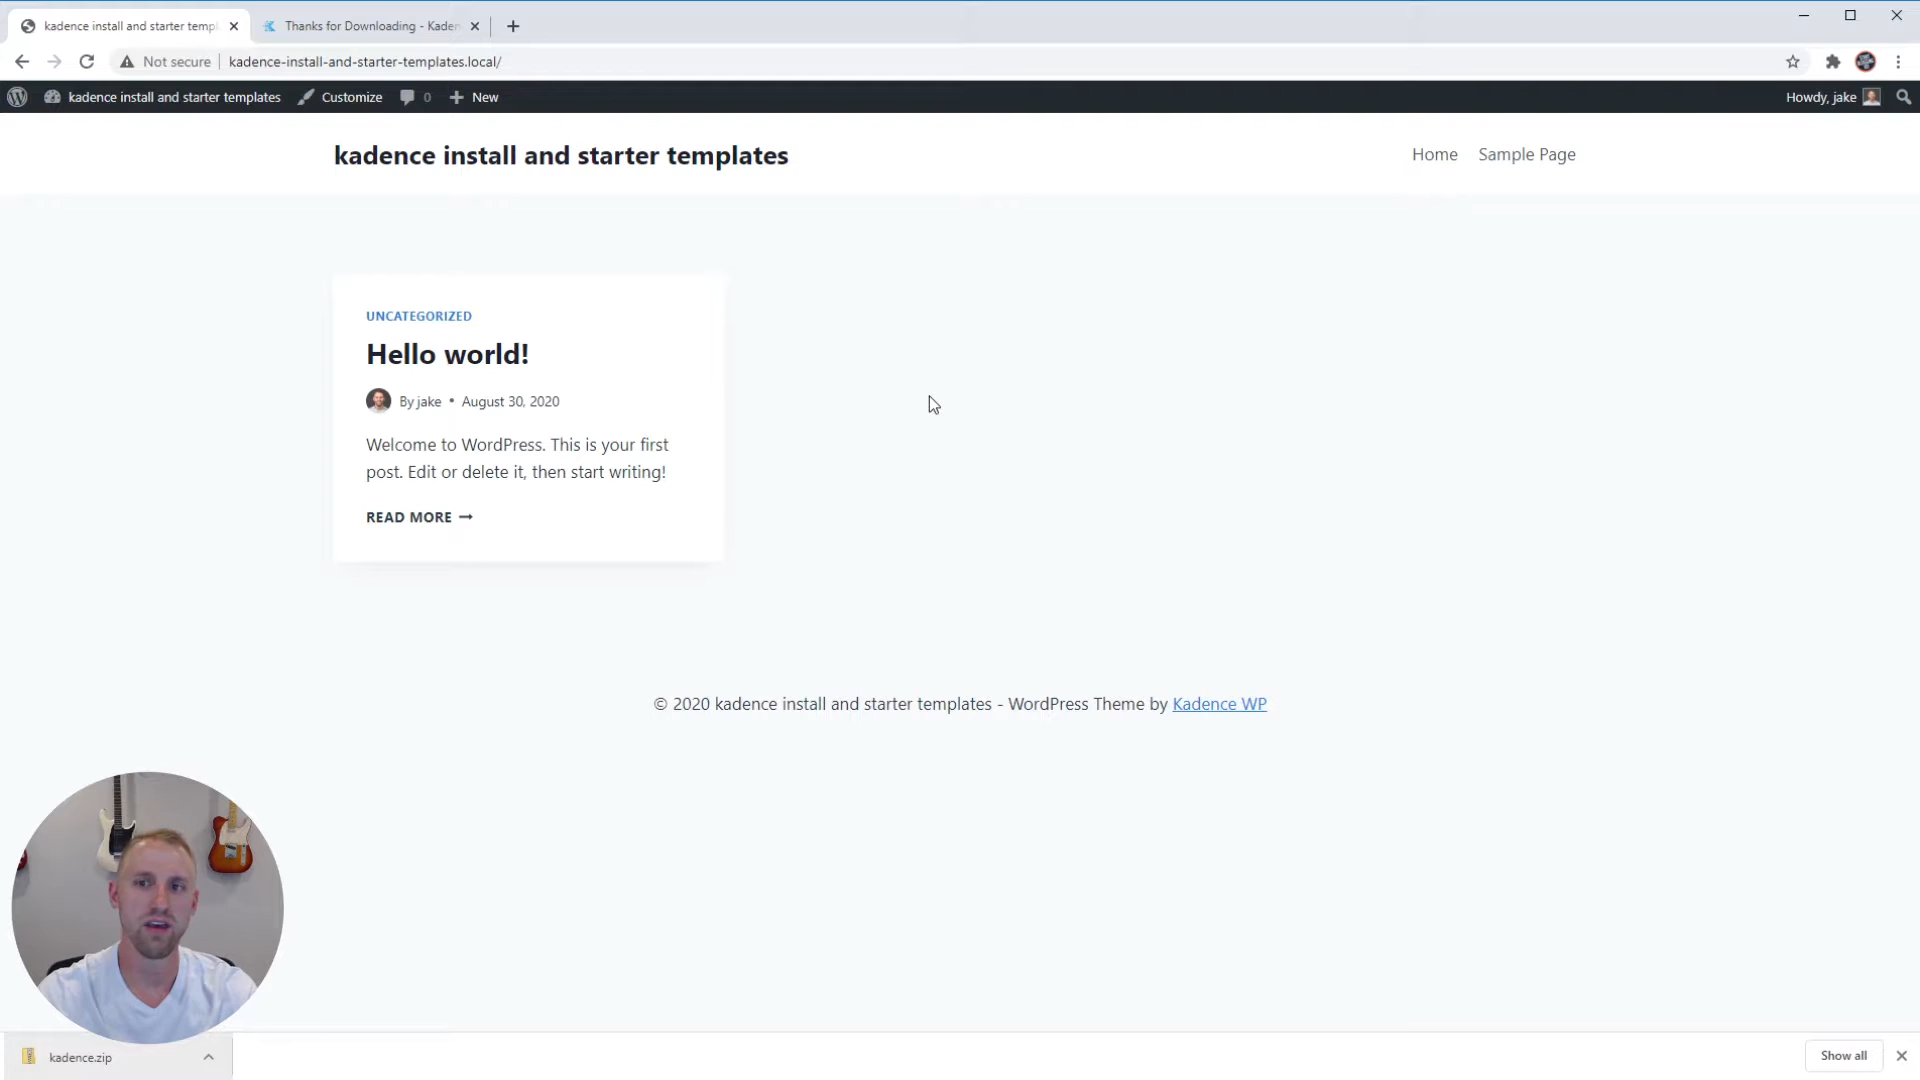 kadence install and starter templ
Thanks for Downloading - Kaden
Not secure
kadence-install-and-starter-templates.local/
kadence install and starter templates
Customize
0
New
Howdy, jake
kadence install and starter templates
Home
Sample Page
UNCATEGORIZED
Hello world!
By jake • August 30, 2020
Welcome to WordPress. This is your first
post. Edit or delete it, then start writing!
READ MORE
© 2020 kadence install and starter templates - WordPress Theme by Kadence WP
kadence.zip
Show all